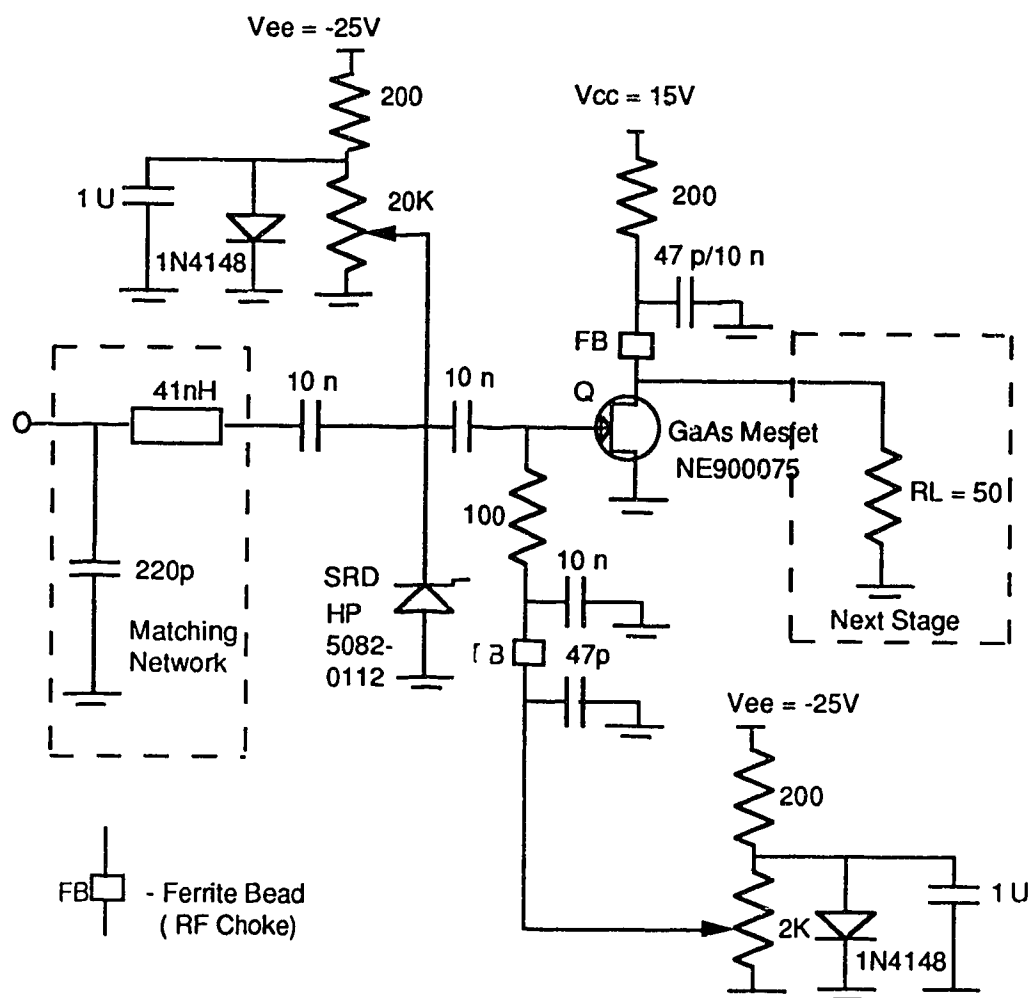 Vee = -25V
200
Vcc = 15V
1 U
20K
200
1N4148
47 p/10 n
FB
41nH
10 n
10 n
Q
GaAs Mesfet
NE900075
RL = 50
100
220p
SRD
HP
5082-
0112
10 n
Next Stage
Matching
Network
B
47p
Vee = -25V
200
FB
- Ferrite Bead
( RF Choke)
2K
1 U
1N4148